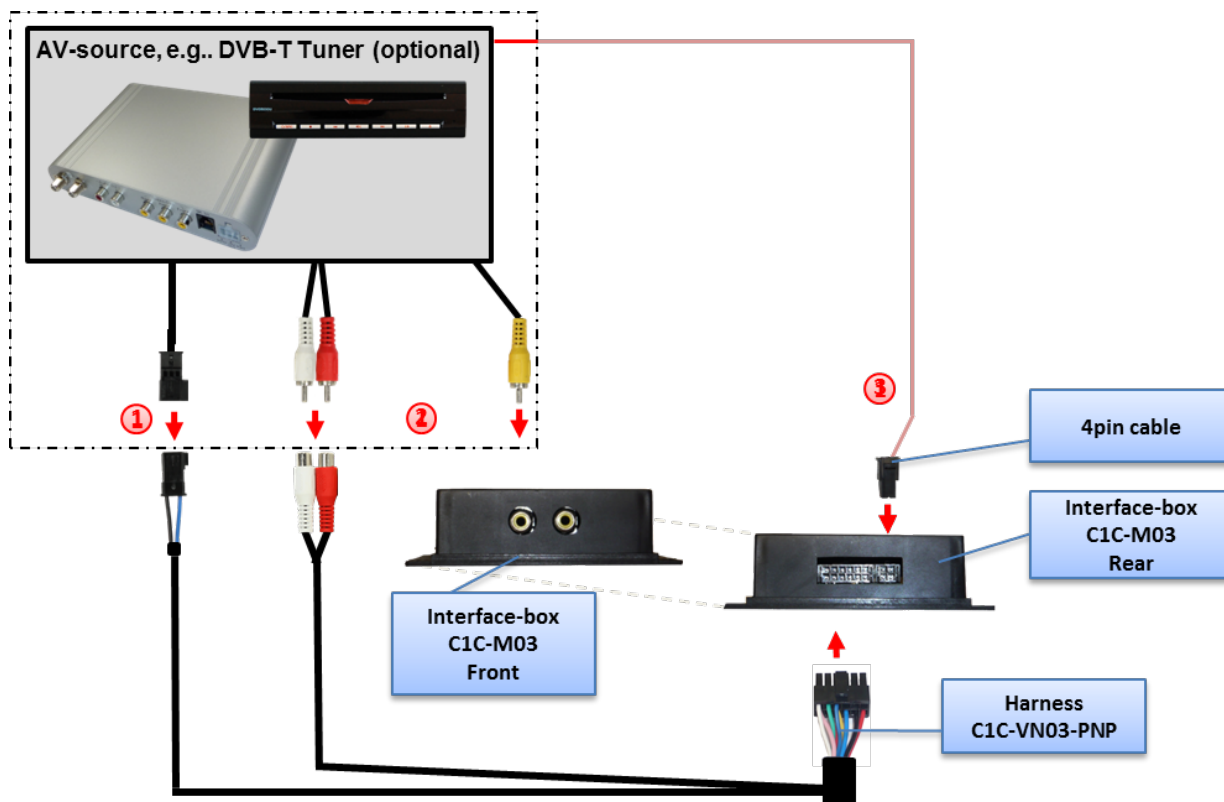 AV-source, e.g.. DVB-T Tuner (optional)
1
2
3
4pin cable
Interface-box
C1C-M03
Rear
Interface-box
C1C-M03
Front
Harness
C1C-VN03-PNP